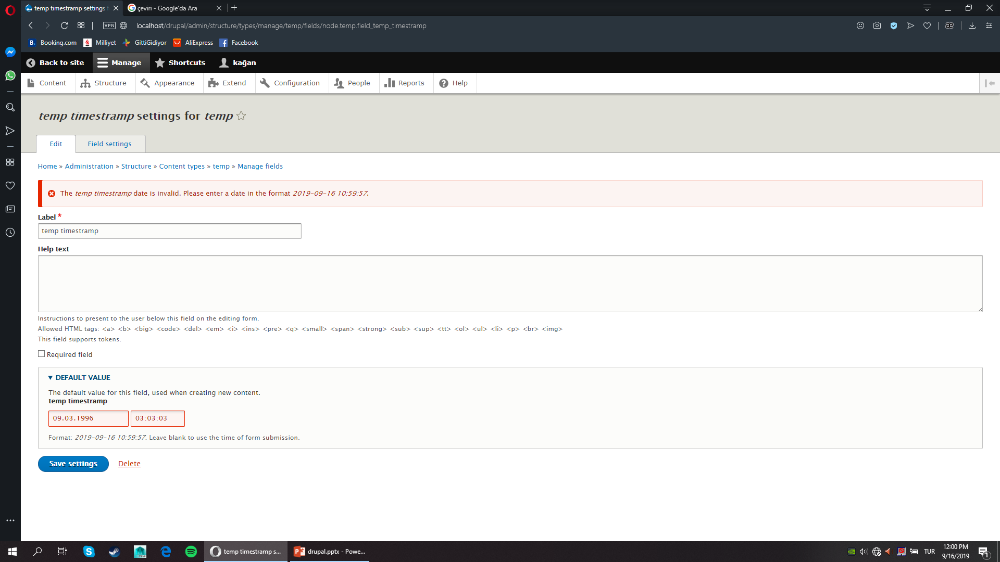 temp timestramp settings f
çeviri - Google'da Ara
VPN
localhost/drupal/admin/structure/types/manage/temp/fields/node.temp.field_temp_timestramp
B. Booking.com Milliyet GittiGidiyor AliExpress Facebook
Back to site Manage Shortcuts kağan
Content Structure Appearance Extend Configuration People Reports Help
temp timestramp settings for temp
Edit Field settings
Home » Administration » Structure » Content types » temp » Manage fields
The temp timestramp date is invalid. Please enter a date in the format 2019-09-16 10:59:57.
Label *
temp timestramp
Help text
Instructions to present to the user below this field on the editing form.
Allowed HTML tags: <a> <b> <big> <code> <del> <em> <i> <ins> <pre> <q> <small> <span> <strong> <sub> <sup> <tt> <ol> <ul> <li> <p> <br> <img>
This field supports tokens.
Required field
DEFAULT VALUE
The default value for this field, used when creating new content.
temp timestramp
09.03.1996 03:03:03
Format: 2019-09-16 10:59:57. Leave blank to use the time of form submission.
Save settings Delete
temp timestramp s...
drupal.pptx - Powe...
TUR
12:00 PM
9/16/2019
1